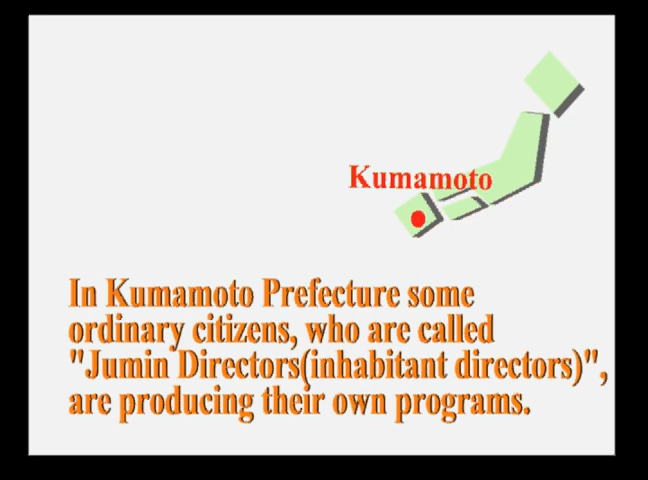 Kumamoto
In Kumamoto Prefecture some
ordinary citizens, who are called
"Jumin Directors(inhabitant directors)",
are producing their own programs.